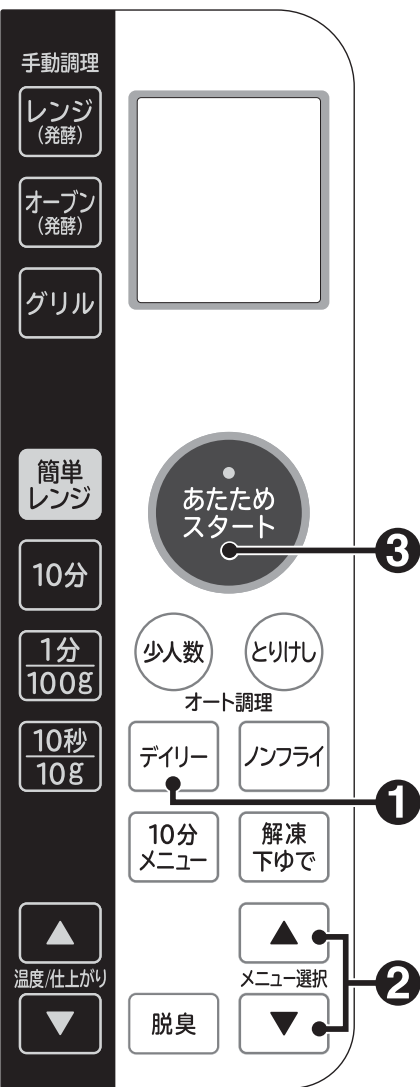 手動調理
レンジ
(発酵)
オーブン
(発酵)
グリル
簡単
レンジ
10分
1分
100g
10秒
10g
▲
温度/仕上がり
▼
あたため
スタート
❸
少人数
とりけし
オート調理
デイリー
ノンフライ
❶
10分
メニュー
解凍
下ゆで
▲
メニュー選択
❷
脱臭
▼